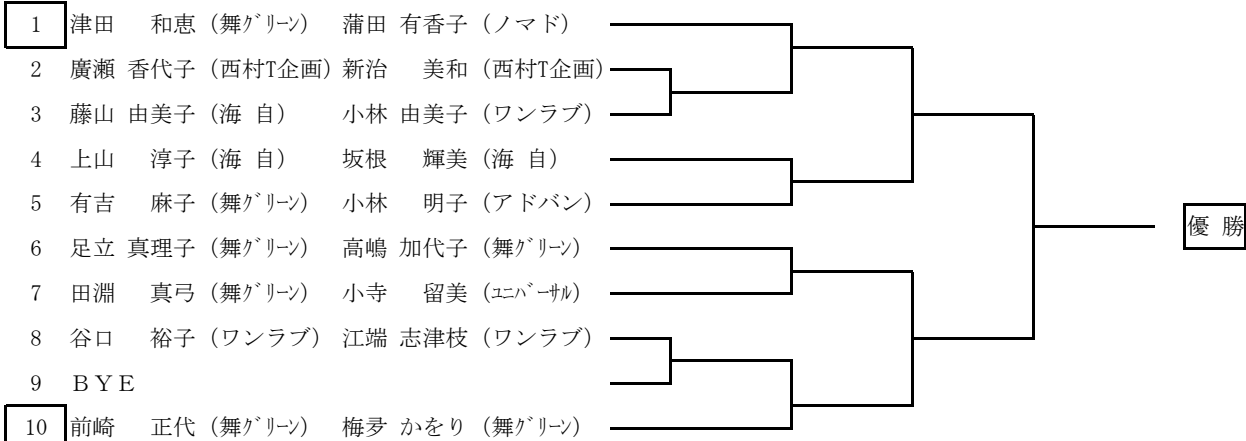 1 津田 和恵 (舞グリーン) 蒲田 有香子 (ノマド)
2 廣瀬 香代子 (西村T企画) 新治 美和 (西村T企画)
3 藤山 由美子 (海 自) 小林 由美子 (ワンラブ)
4 上山 淳子 (海 自) 坂根 輝美 (海 自)
5 有吉 麻子 (舞グリーン) 小林 明子 (アドバン)
6 足立 真理子 (舞グリーン) 高嶋 加代子 (舞グリーン)
優 勝
7 田淵 真弓 (舞グリーン) 小寺 留美 (ユニバーサル)
8 谷口 裕子 (ワンラブ) 江端 志津枝 (ワンラブ)
9 ＢＹＥ
10 前崎 正代 (舞グリーン) 梅夛 かをり (舞グリーン)